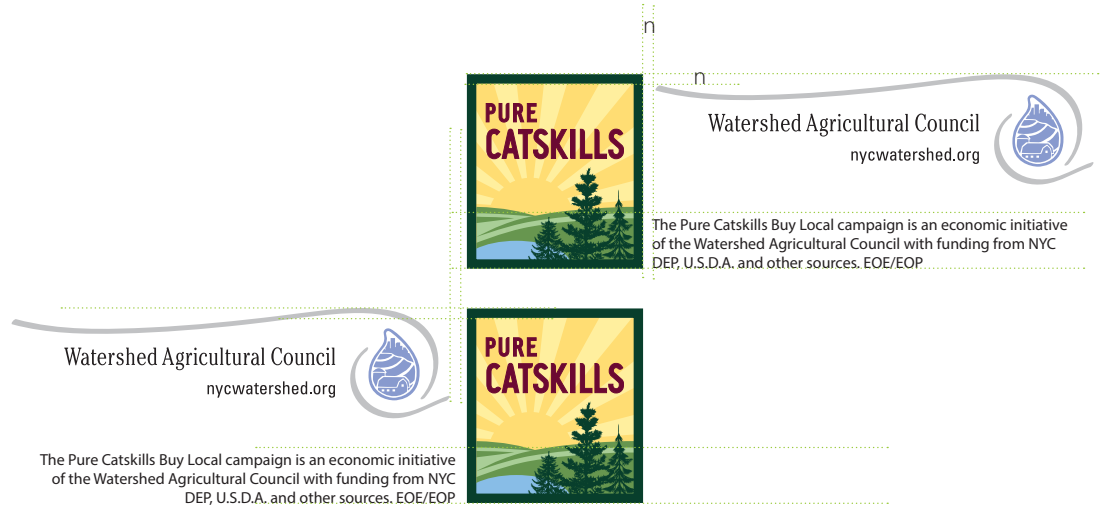 n
n
PURE
CATSKILLS
Watershed Agricultural Council
nycwatershed.org
The Pure Catskills Buy Local campaign is an economic initiative
of the Watershed Agricultural Council with funding from NYC
DEP, U.S.D.A. and other sources. EOE/EOP
Watershed Agricultural Council
nycwatershed.org
PURE
CATSKILLS
The Pure Catskills Buy Local campaign is an economic initiative
of the Watershed Agricultural Council with funding from NYC
DEP, U.S.D.A. and other sources. EOE/EOP